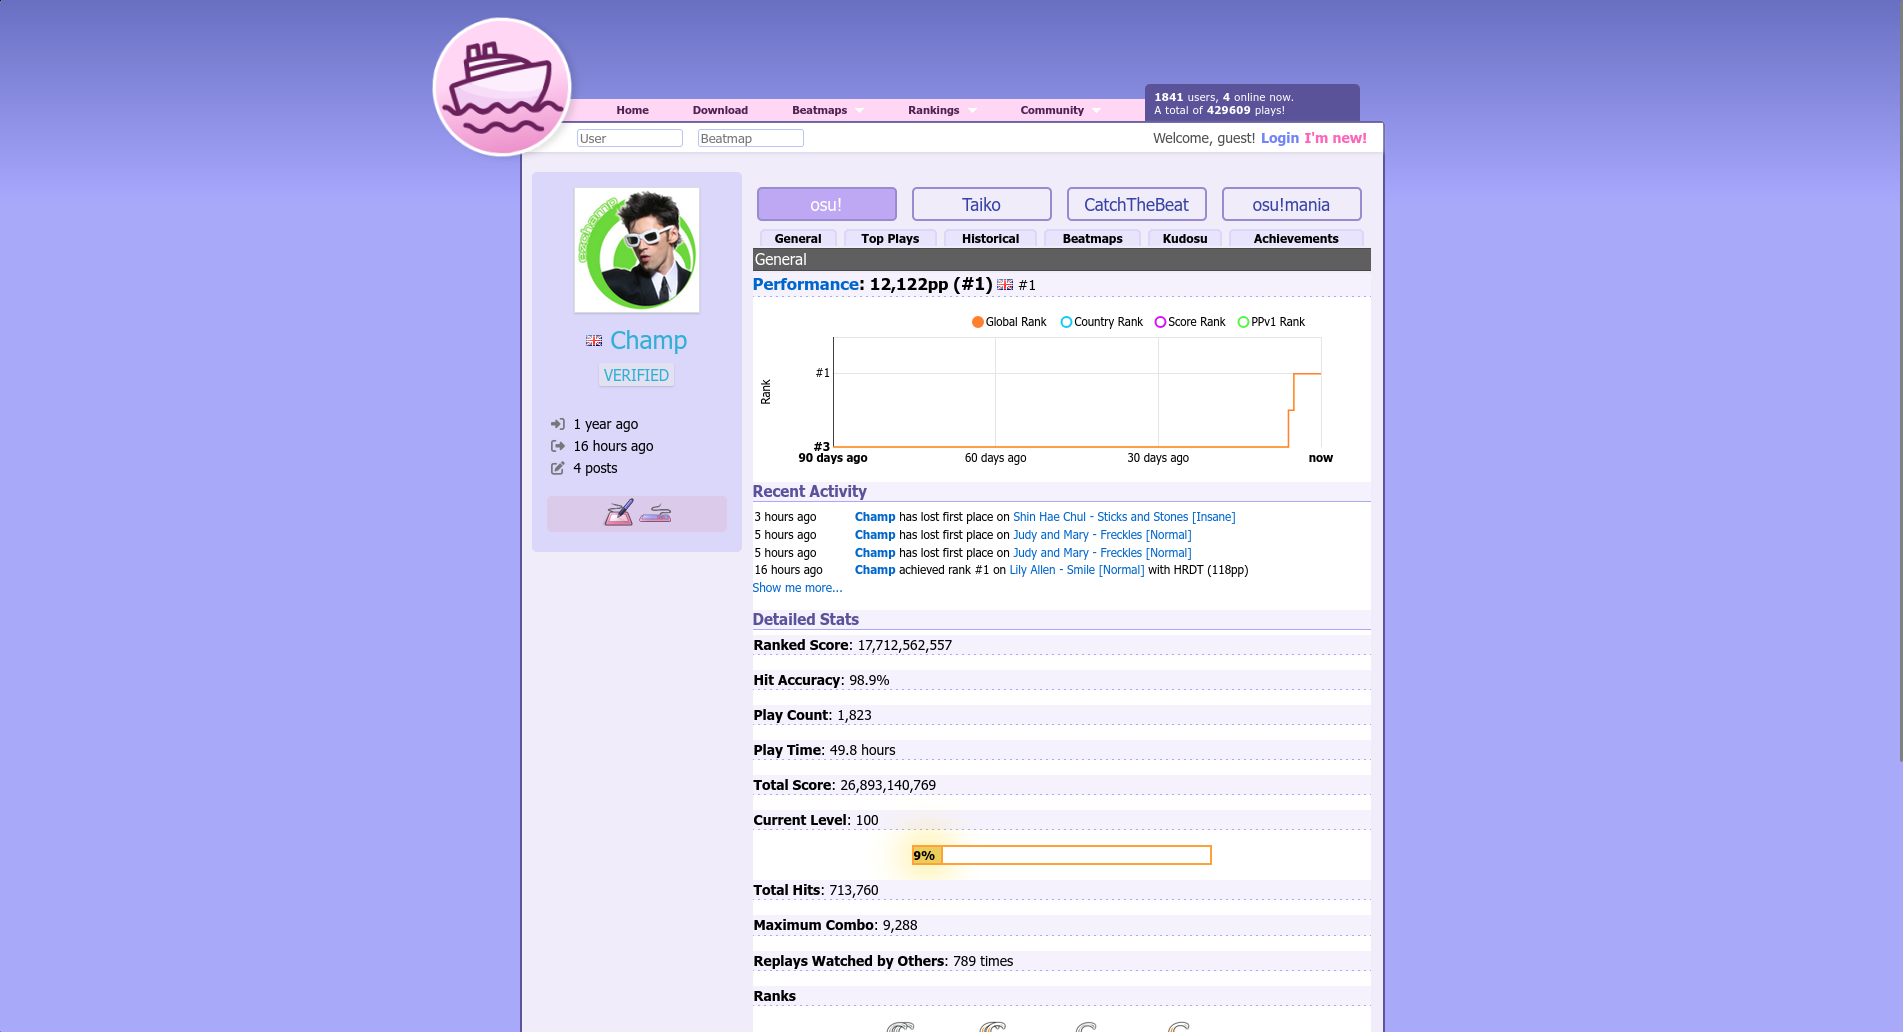 Home Download Beatmaps Rankings Community
1841 users, 4 online now.
A total of 429609 plays!
User Beatmap
Welcome, guest! Login I'm new!
ezchamp
Champ
VERIFIED
1 year ago
16 hours ago
4 posts
osu! Taiko CatchTheBeat osu!mania
General Top Plays Historical Beatmaps Kudosu Achievements
General
Performance: 12,122pp (#1) #1
Global Rank Country Rank Score Rank PPv1 Rank
#1
Rank
#3
90 days ago 60 days ago 30 days ago now
Recent Activity
3 hours ago Champ has lost first place on Shin Hae Chul - Sticks and Stones [Insane]
5 hours ago Champ has lost first place on Judy and Mary - Freckles [Normal]
5 hours ago Champ has lost first place on Judy and Mary - Freckles [Normal]
16 hours ago Champ achieved rank #1 on Lily Allen - Smile [Normal] with HRDT (118pp)
Show me more...
Detailed Stats
Ranked Score: 17,712,562,557
Hit Accuracy: 98.9%
Play Count: 1,823
Play Time: 49.8 hours
Total Score: 26,893,140,769
Current Level: 100
9%
Total Hits: 713,760
Maximum Combo: 9,288
Replays Watched by Others: 789 times
Ranks